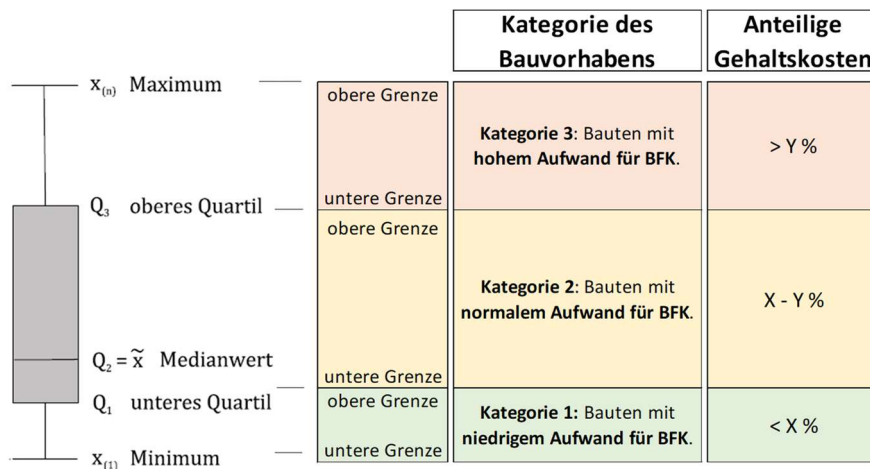 Kategorie des
Bauvorhabens
Anteilige
Gehaltskosten
x(n) Maximum
obere Grenze
Kategorie 3: Bauten mit
hohem Aufwand für BFK.
> Y %
untere Grenze
Q3 oberes Quartil
obere Grenze
Kategorie 2: Bauten mit
normalem Aufwand für BFK.
X - Y %
Q2 = x̃ Medianwert
untere Grenze
Q1 unteres Quartil
obere Grenze
Kategorie 1: Bauten mit
niedrigem Aufwand für BFK.
< X %
untere Grenze
x(1) Minimum